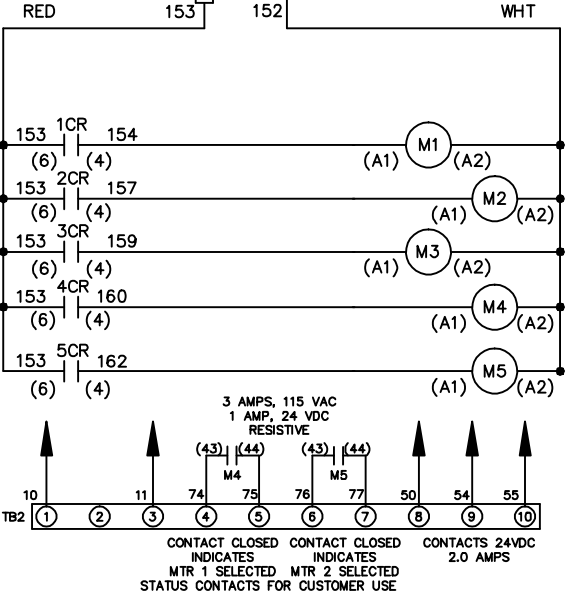 RED 153 152 WHT
1CR
153 154 M1
(6) (4) (A1) (A2)
2CR
153 157 M2
(6) (4) (A1) (A2)
3CR
153 159 M3
(6) (4) (A1) (A2)
4CR
153 160 M4
(6) (4) (A1) (A2)
5CR
153 162 M5
(6) (4) (A1) (A2)
3 AMPS, 115 VAC
1 AMP, 24 VDC
RESISTIVE
(43) (44) (43) (44)
M4 M5
10 11 74 75 76 77 50 54 55
TB2 1 2 3 4 5 6 7 8 9 10
CONTACT CLOSED CONTACT CLOSED CONTACTS 24VDC
INDICATES INDICATES 2.0 AMPS
MTR 1 SELECTED MTR 2 SELECTED
STATUS CONTACTS FOR CUSTOMER USE